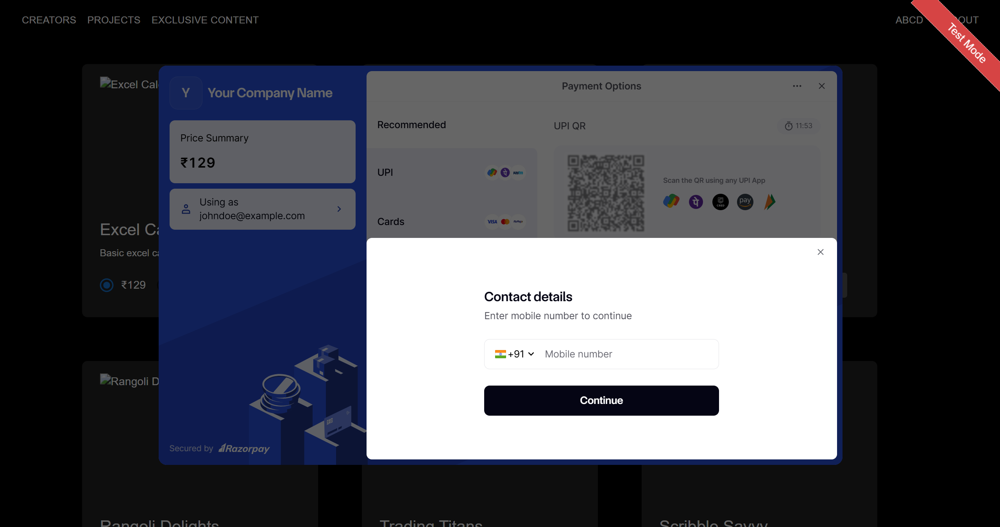 CREATORS PROJECTS EXCLUSIVE CONTENT
ABCD
OUT
Test Mode
Excel Calc
Y
Your Company Name
Payment Options
Price Summary
₹129
Using as
johndoe@example.com
Recommended
UPI
पे
paytm
Cards
VISA
RuPay
UPI QR
11:53
Scan the QR using any UPI App
पे
CRED
pay
Excel Ca
Basic excel ca
₹129
Contact details
Enter mobile number to continue
+91
Mobile number
Continue
Rangoli D
Secured by Razorpay
Rangoli Delights
Trading Titans
Scribble Savvy